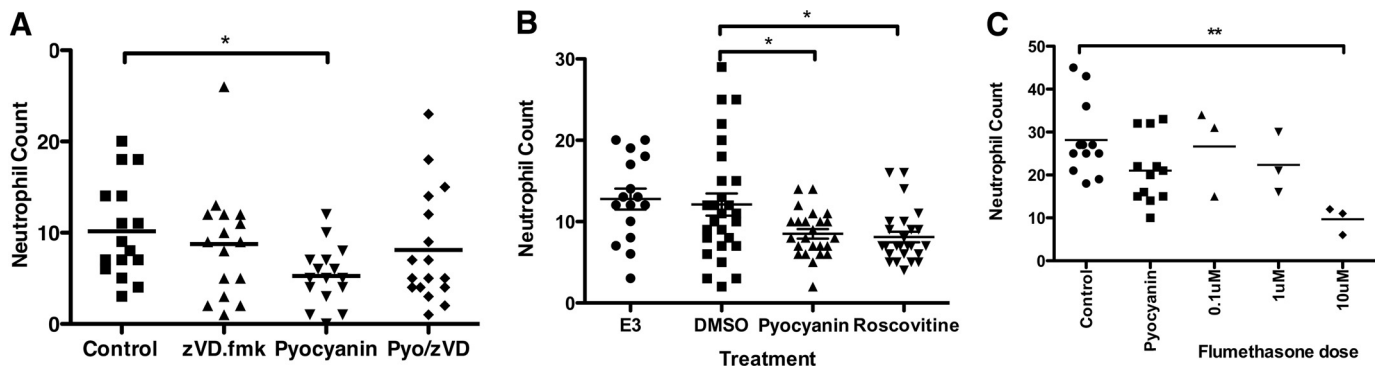 A
*
Neutrophil Count
0
20
10
0
Control zVD.fmk Pyocyanin Pyo/zVD
B
*
*
Neutrophil Count
30
20
10
0
E3 DMSO Pyocyanin Roscovitine
Treatment
C
**
Neutrophil Count
50
40
30
20
10
0
Control
Pyocyanin
0.1uM
1uM
10uM
Flumethasone dose